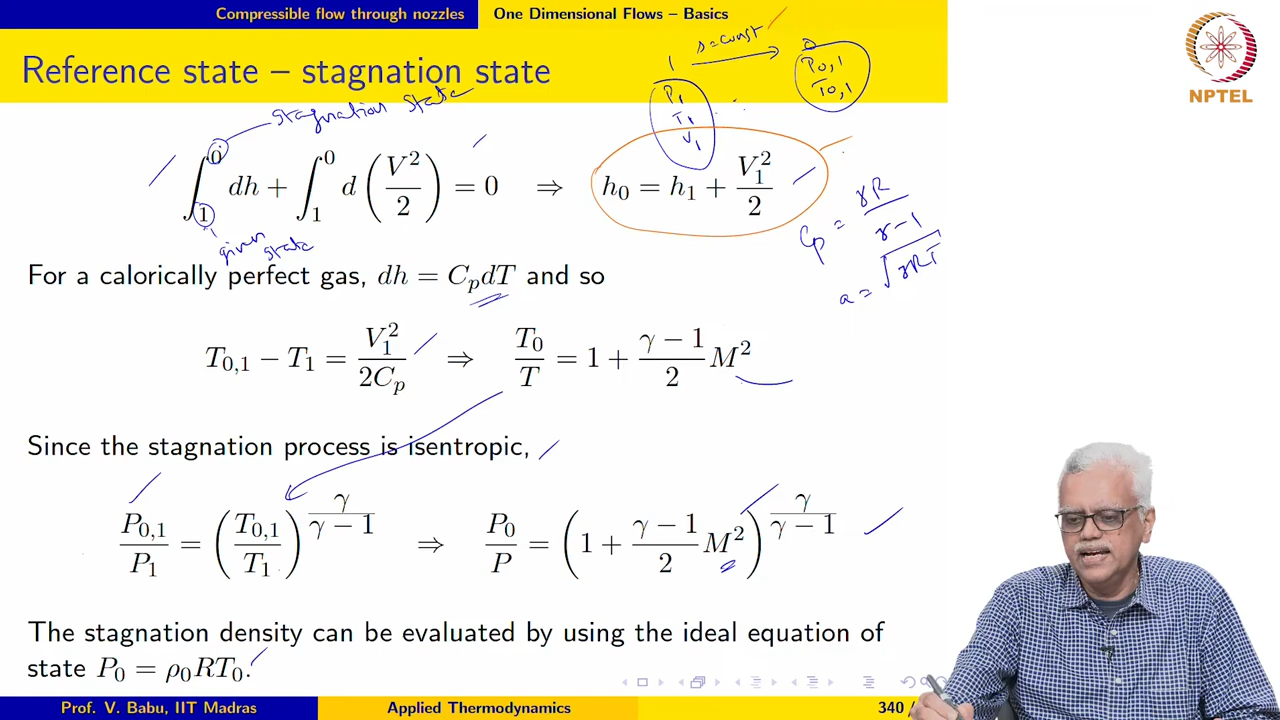 Compressible flow through nozzles One Dimensional Flows – Basics
Reference state – stagnation state
NPTEL
1 s=const → 0
P₁ T₁ V₁
P₀,₁ T₀,₁
stagnation state
∫₁⁰ dh + ∫₁⁰ d(V²/2) = 0 ⇒ h₀ = h₁ + V₁²/2
given state
Cp = γR/(γ-1)
a = √γRT
For a calorically perfect gas, dh = CpdT and so
T₀,₁ − T₁ = V₁²/2Cp ⇒ T₀/T = 1 + (γ − 1)/2 M²
Since the stagnation process is isentropic,
P₀,₁/P₁ = (T₀,₁/T₁)^(γ/(γ − 1)) ⇒ P₀/P = (1 + (γ − 1)/2 M²)^(γ/(γ − 1))
The stagnation density can be evaluated by using the ideal equation of
state P₀ = ρ₀RT₀.
Prof. V. Babu, IIT Madras Applied Thermodynamics 340/